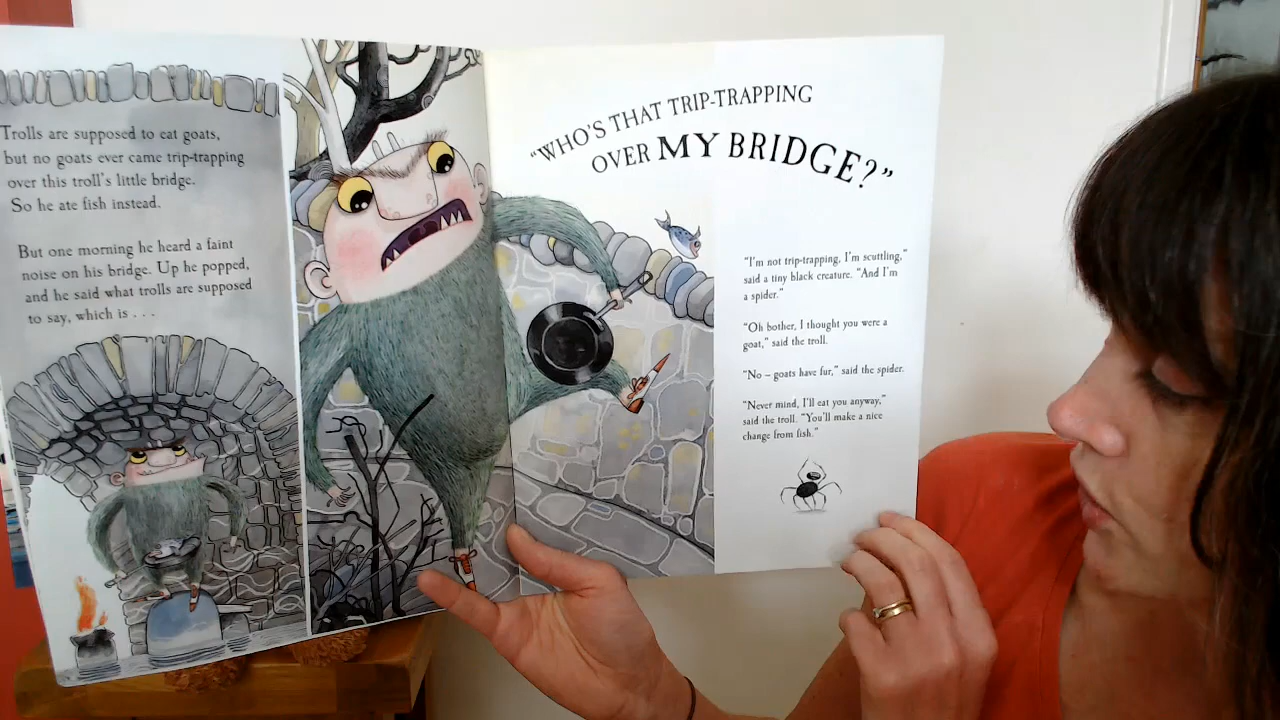 Trolls are supposed to eat goats,
but no goats ever came trip-trapping
over this troll's little bridge.
So he ate fish instead.
But one morning he heard a faint
noise on his bridge. Up he popped,
and he said what trolls are supposed
to say, which is . . .
"WHO'S THAT TRIP-TRAPPING
OVER MY BRIDGE?"
"I'm not trip-trapping, I'm scuttling,"
said a tiny black creature. "And I'm
a spider."
"Oh bother, I thought you were a
goat," said the troll.
"No – goats have fur," said the spider.
"Never mind, I'll eat you anyway,"
said the troll. "You'll make a nice
change from fish."